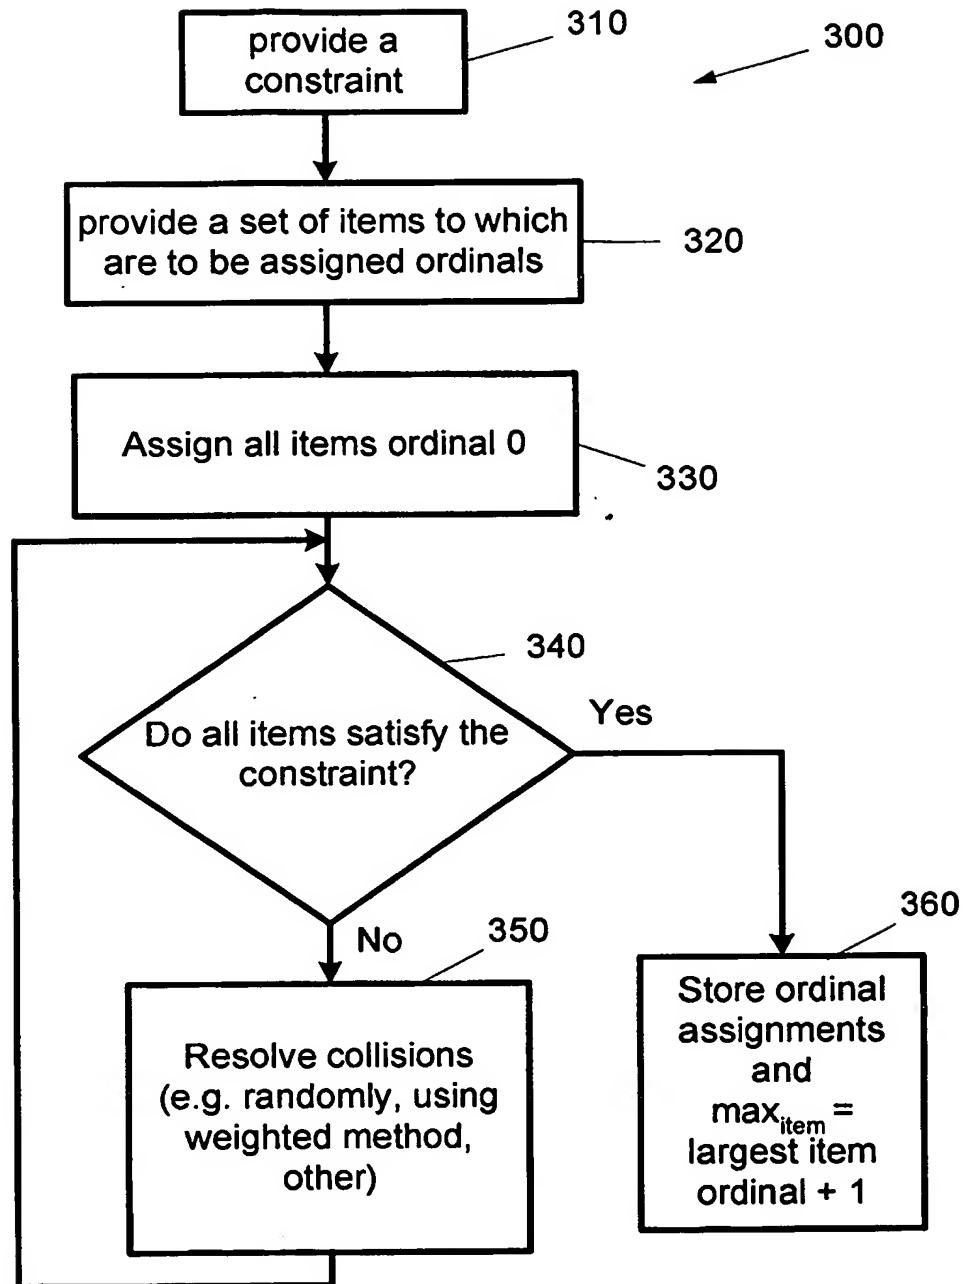 provide a
constraint
310
300
provide a set of items to which
are to be assigned ordinals
320
Assign all items ordinal 0
330
340
Do all items satisfy the
constraint?
Yes
No
350
360
Resolve collisions
(e.g. randomly, using
weighted method,
other)
Store ordinal
assignments
and
max_item =
largest item
ordinal + 1